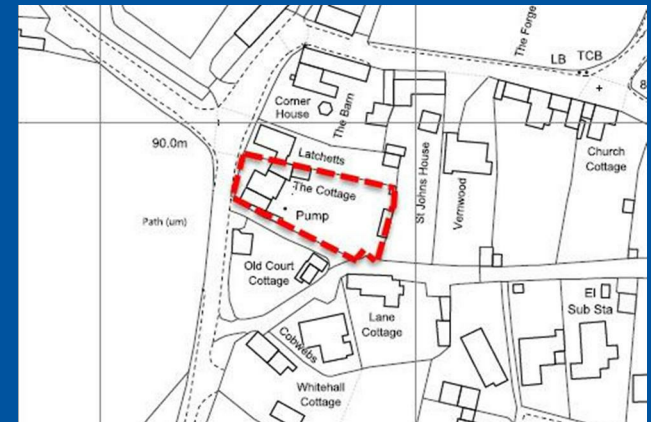 The Forge
LB TCB
8
Corner
House
The Barn
90.0m
Latchetts
St Johns House
Vernwood
Church
Cottage
The Cottage
Pump
Path (um)
Old Court
Cottage
El
Sub Sta
Lane
Cottage
Cobwebs
Whitehall
Cottage